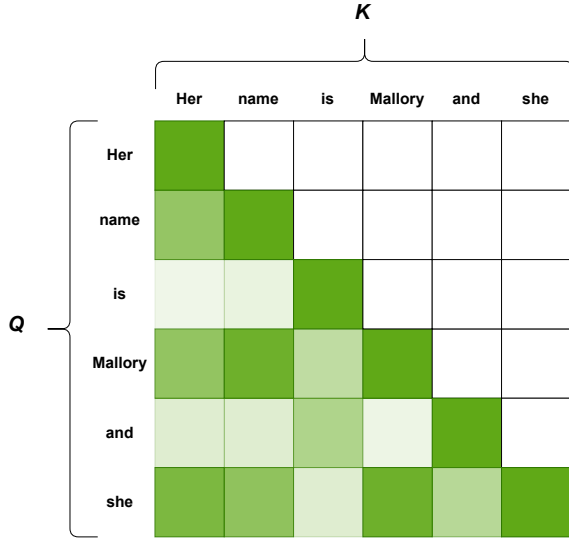 K
Her name is Mallory and she
Her
name
is
Q
Mallory
and
she